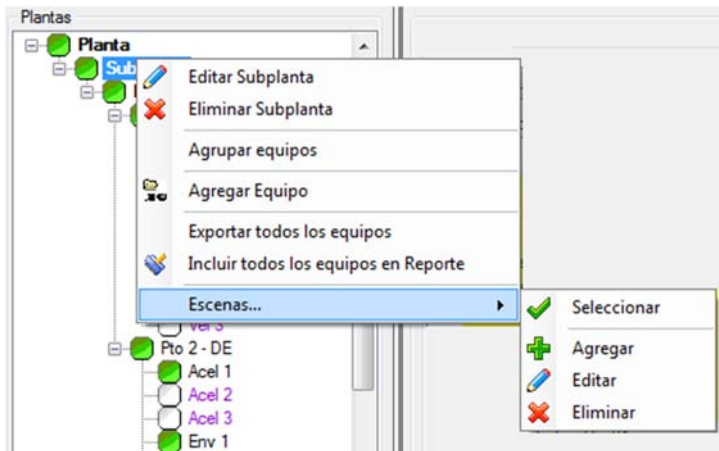 Plantas
Planta
Sub
Editar Subplanta
Eliminar Subplanta
Agrupar equipos
Agregar Equipo
Exportar todos los equipos
Incluir todos los equipos en Reporte
Escenas...
Seleccionar
Agregar
Editar
Eliminar
Vel 3
Pto 2 - DE
Acel 1
Acel 2
Acel 3
Env 1